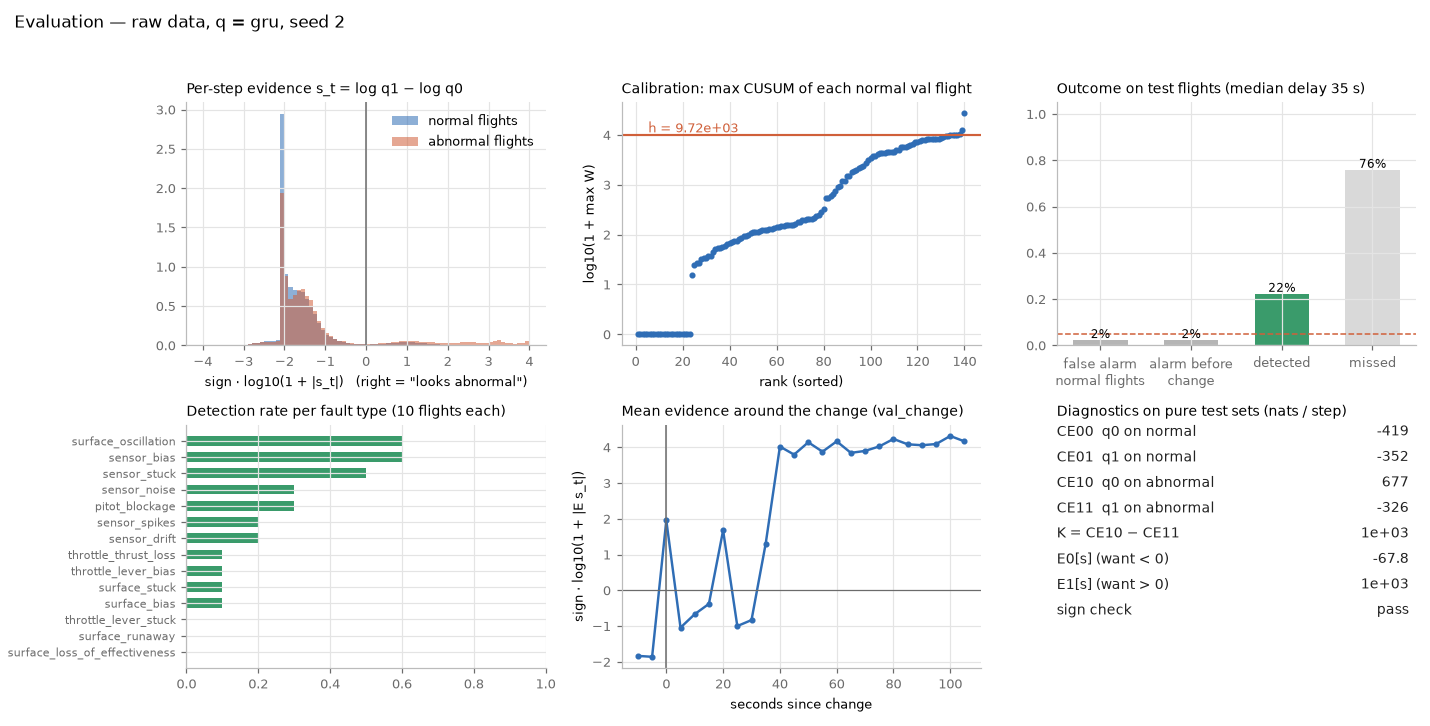 Evaluation — raw data, q = gru, seed 2
Per-step evidence s_t = log q1 − log q0
normal flights
abnormal flights
3.0
2.5
2.0
1.5
1.0
0.5
0.0
−4 −3 −2 −1 0 1 2 3 4
sign · log10(1 + |s_t|) (right = "looks abnormal")
Calibration: max CUSUM of each normal val flight
h = 9.72e+03
log10(1 + max W)
4
3
2
1
0
0 20 40 60 80 100 120 140
rank (sorted)
Outcome on test flights (median delay 35 s)
1.0
0.8
0.6
0.4
0.2
0.0
2%
2%
22%
76%
false alarm
normal flights
alarm before
change
detected
missed
Detection rate per fault type (10 flights each)
surface_oscillation
sensor_bias
sensor_stuck
sensor_noise
pitot_blockage
sensor_spikes
sensor_drift
throttle_thrust_loss
throttle_lever_bias
surface_stuck
surface_bias
throttle_lever_stuck
surface_runaway
surface_loss_of_effectiveness
0.0 0.2 0.4 0.6 0.8 1.0
Mean evidence around the change (val_change)
sign · log10(1 + |E s_t|)
4
3
2
1
0
−1
−2
0 20 40 60 80 100
seconds since change
Diagnostics on pure test sets (nats / step)
CE00 q0 on normal -419
CE01 q1 on normal -352
CE10 q0 on abnormal 677
CE11 q1 on abnormal -326
K = CE10 − CE11 1e+03
E0[s] (want < 0) -67.8
E1[s] (want > 0) 1e+03
sign check pass